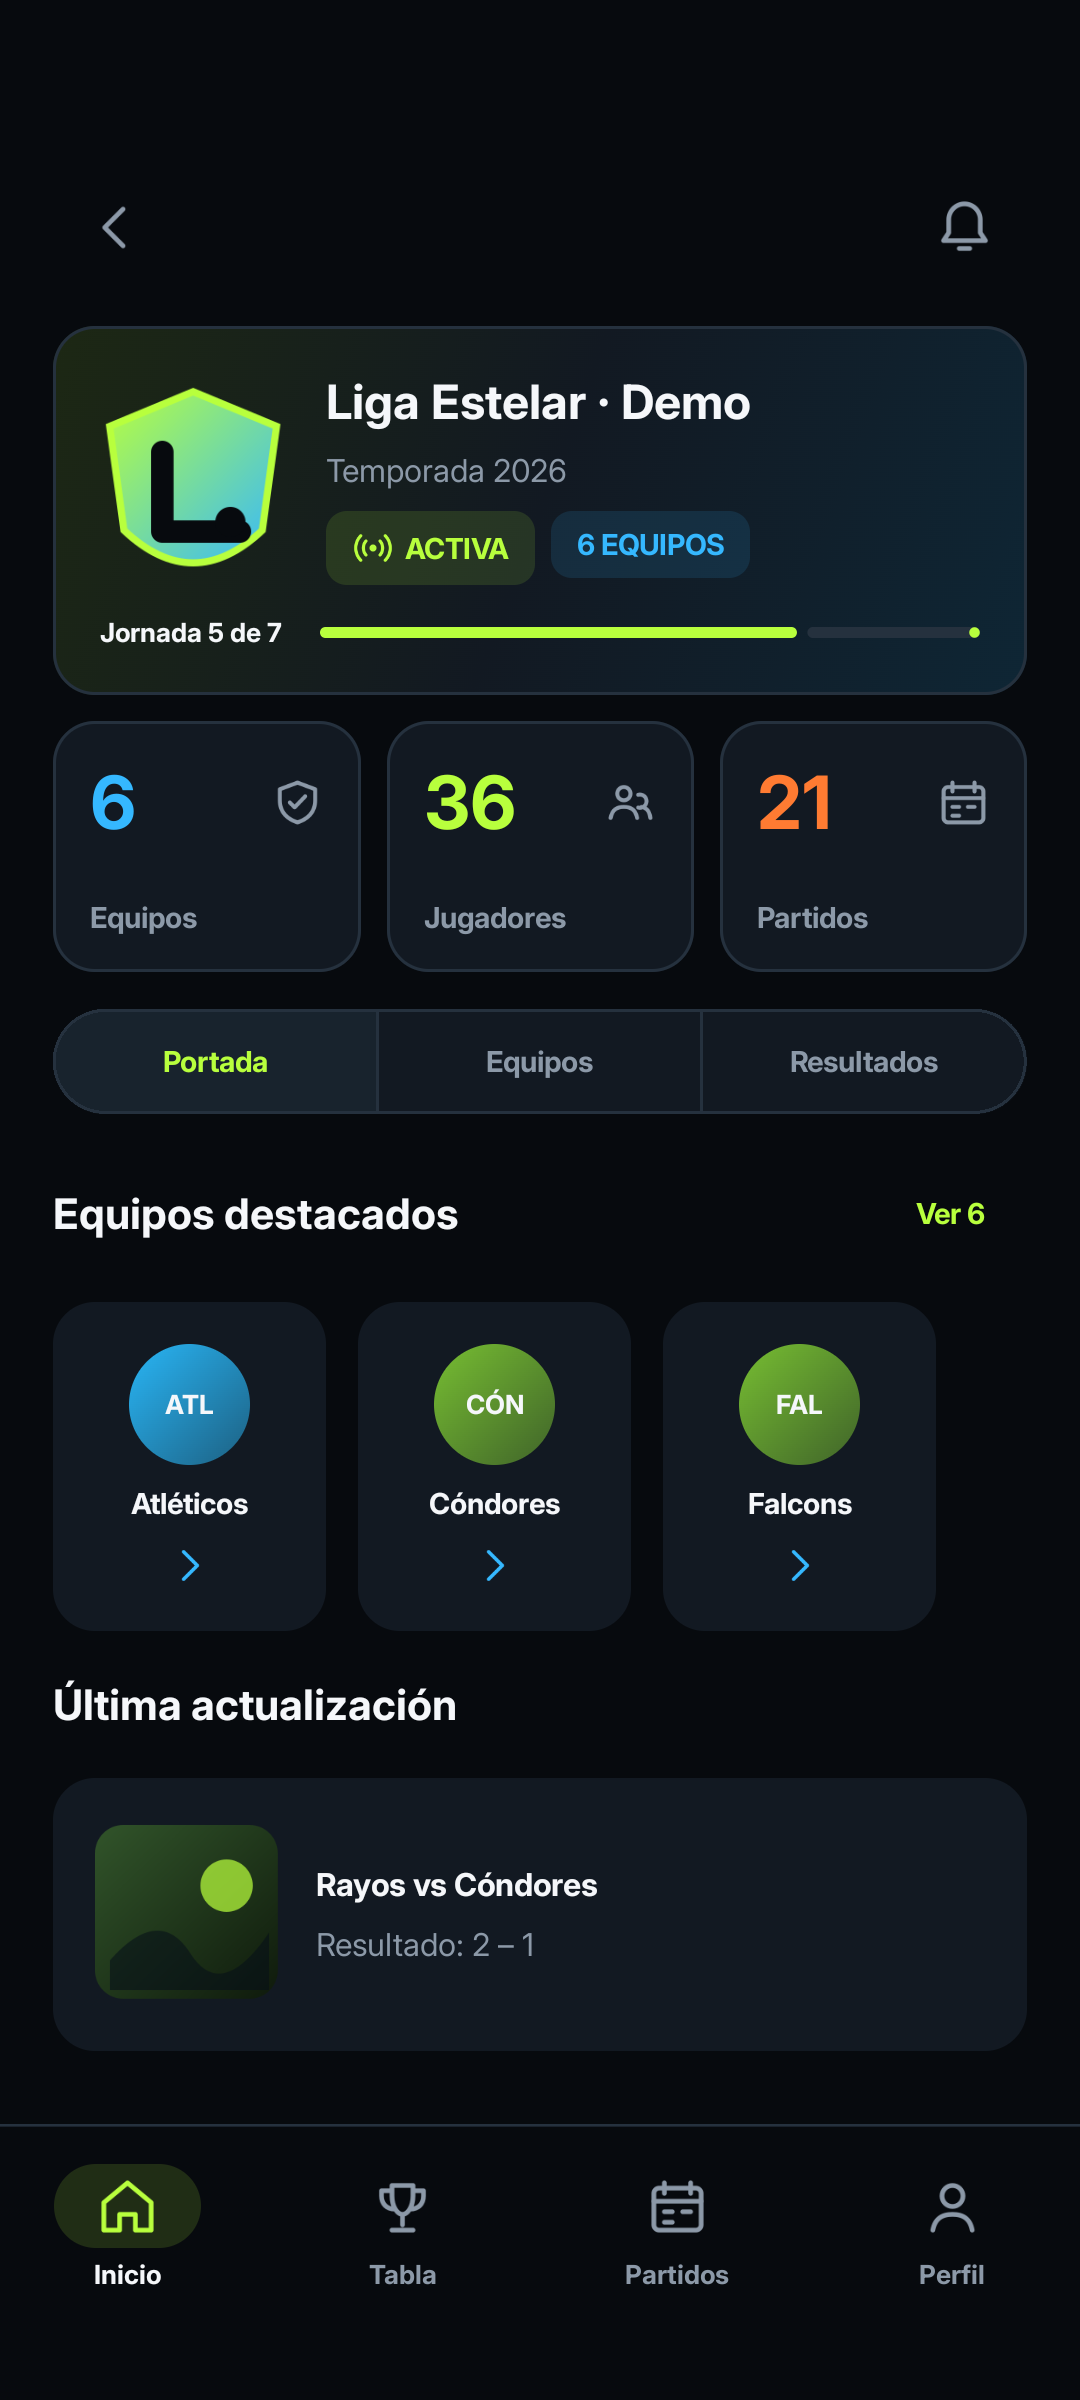 Liga Estelar · Demo
Temporada 2026
ACTIVA
6 EQUIPOS
Jornada 5 de 7
6
36
21
Equipos
Jugadores
Partidos
Portada
Equipos
Resultados
Equipos destacados
Ver 6
ATL
CÓN
FAL
Atléticos
Cóndores
Falcons
Última actualización
Rayos vs Cóndores
Resultado: 2 – 1
Inicio
Tabla
Partidos
Perfil